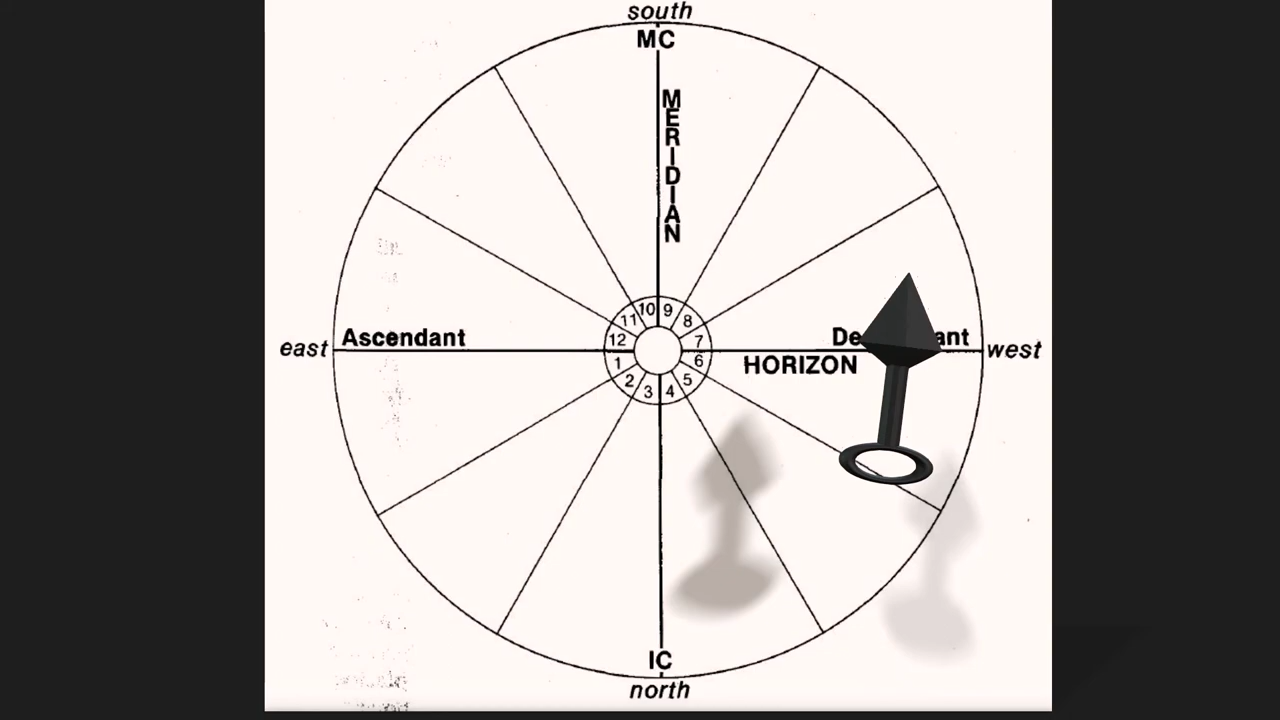 south
MC
MERIDIAN
10 9
11 8
12 7
east Ascendant west
HORIZON
1 6
2 5
3 4
IC
north